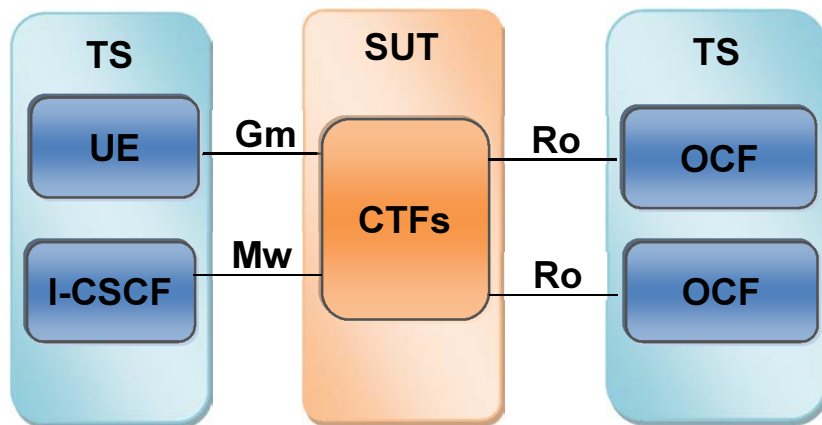 TS
SUT
TS
UE
Gm
CTFs
Ro
OCF
I-CSCF
Mw
Ro
OCF